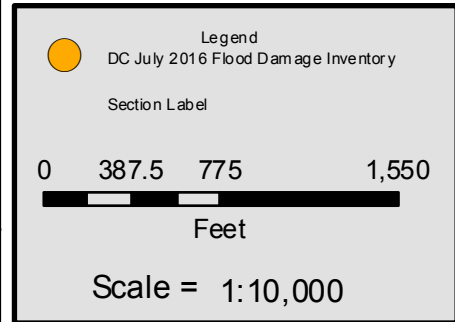 Legend
DC July 2016 Flood Damage Inventory
Section Label
0 387.5 775 1,550
Feet
Scale = 1:10,000